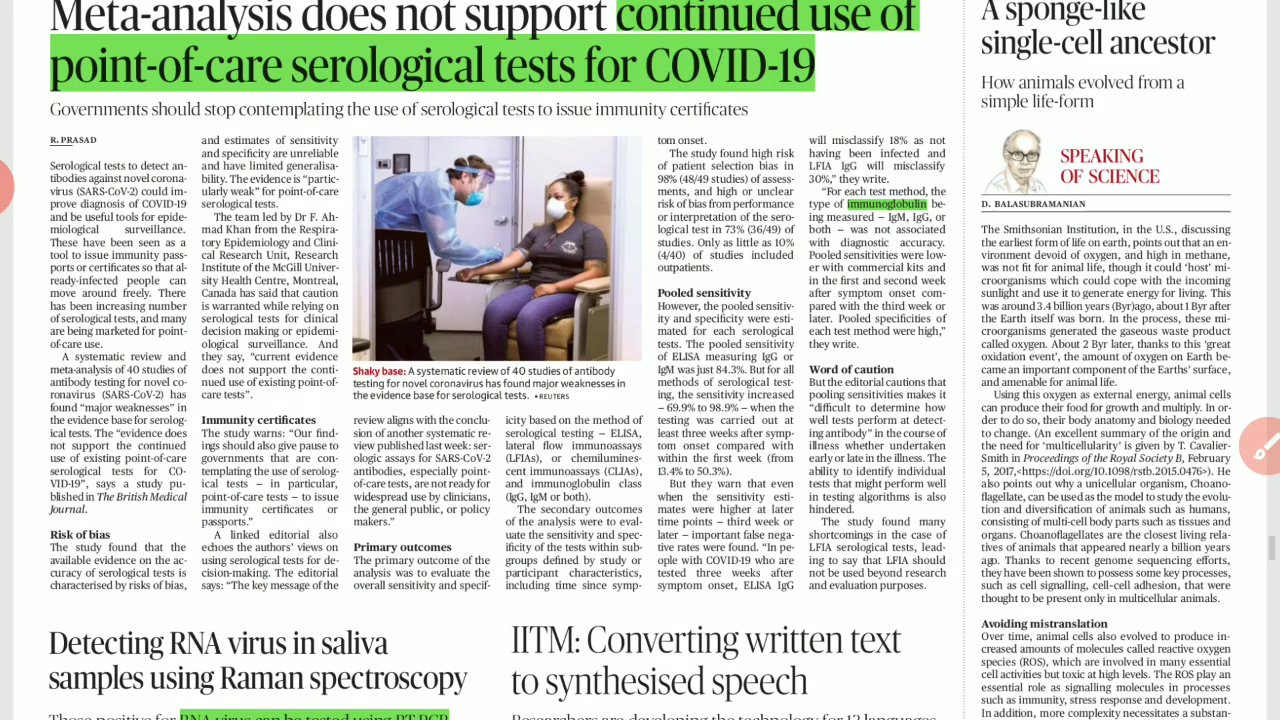 Meta-analysis does not support continued use of
point-of-care serological tests for COVID-19
Governments should stop contemplating the use of serological tests to issue immunity certificates
R. PRASAD
Serological tests to detect an-
tibodies against novel corona-
virus (SARS-CoV-2) could im-
prove diagnosis of COVID-19
and be useful tools for epide-
miological surveillance.
These have been seen as a
tool to issue immunity pass-
ports or certificates so that al-
ready-infected people can
move around freely. There
has been increasing number
of serological tests, and many
are being marketed for point-
of-care use.
A systematic review and
meta-analysis of 40 studies of
antibody testing for novel co-
ronavirus (SARS-CoV-2) has
found “major weaknesses” in
the evidence base for serolog-
ical tests. The “evidence does
not support the continued
use of existing point-of-care
serological tests for CO-
VID-19”, says a study pu-
blished in The British Medical
Journal.
Risk of bias
The study found that the
available evidence on the ac-
curacy of serological tests is
characterised by risks of bias,
and estimates of sensitivity
and specificity are unreliable
and have limited generalisa-
bility. The evidence is “partic-
ularly weak” for point-of-care
serological tests.
The team led by Dr F. Ah-
mad Khan from the Respira-
tory Epidemiology and Clini-
cal Research Unit, Research
Institute of the McGill Univer-
sity Health Centre, Montreal,
Canada has said that caution
is warranted while relying on
serological tests for clinical
decision making or epidemi-
ological surveillance. And
they say, “current evidence
does not support the conti-
nued use of existing point-of-
care tests”.
Immunity certificates
The study warns: “Our find-
ings should also give pause to
governments that are con-
templating the use of serolog-
ical tests – in particular,
point-of-care tests – to issue
immunity certificates or
passports.”
A linked editorial also
echoes the authors’ views on
using serological tests for de-
cision-making. The editorial
says: “The key message of the
Shaky base: A systematic review of 40 studies of antibody
testing for novel coronavirus has found major weaknesses in
the evidence base for serological tests. • REUTERS
review aligns with the conclu-
sion of another systematic re-
view published last week: ser-
ologic assays for SARS-CoV-2
antibodies, especially point-
of-care tests, are not ready for
widespread use by clinicians,
the general public, or policy
makers.”
Primary outcomes
The primary outcome of the
analysis was to evaluate the
overall sensitivity and specif-
icity based on the method of
serological testing – ELISA,
lateral flow immunoassays
(LFIAs), or chemilumines-
cent immunoassays (CLIAs),
and immunoglobulin class
(IgG, IgM or both).
The secondary outcomes
of the analysis were to eval-
uate the sensitivity and spec-
ificity of the tests within sub-
groups defined by study or
participant characteristics,
including time since symp-
tom onset.
The study found high risk
of patient selection bias in
98% (48/49 studies) of assess-
ments, and high or unclear
risk of bias from performance
or interpretation of the sero-
logical test in 73% (36/49) of
studies. Only as little as 10%
(4/40) of studies included
outpatients.
Pooled sensitivity
However, the pooled sensitiv-
ity and specificity were esti-
mated for each serological
tests. The pooled sensitivity
of ELISA measuring IgG or
IgM was just 84.3%. But for all
methods of serological test-
ing, the sensitivity increased
– 69.9% to 98.9% – when the
testing was carried out at
least three weeks after symp-
tom onset compared with
within the first week (from
13.4% to 50.3%).
But they warn that even
when the sensitivity esti-
mates were higher at later
time points – third week or
later – important false nega-
tive rates were found. “In pe-
ople with COVID-19 who are
tested three weeks after
symptom onset, ELISA IgG
will misclassify 18% as not
having been infected and
LFIA IgG will misclassify
30%,” they write.
“For each test method, the
type of immunoglobulin be-
ing measured – IgM, IgG, or
both – was not associated
with diagnostic accuracy.
Pooled sensitivities were low-
er with commercial kits and
in the first and second week
after symptom onset com-
pared with the third week or
later. Pooled specificities of
each test method were high,”
they write.
Word of caution
But the editorial cautions that
pooling sensitivities makes it
“difficult to determine how
well tests perform at detect-
ing antibody” in the course of
illness whether undertaken
early or late in the illness. The
ability to identify individual
tests that might perform well
in testing algorithms is also
hindered.
The study found many
shortcomings in the case of
LFIA serological tests, lead-
ing to say that LFIA should
not be used beyond research
and evaluation purposes.
A sponge-like
single-cell ancestor
How animals evolved from a
simple life-form
SPEAKING
OF SCIENCE
D. BALASUBRAMANIAN
The Smithsonian Institution, in the U.S., discussing
the earliest form of life on earth, points out that an en-
vironment devoid of oxygen, and high in methane,
was not fit for animal life, though it could ‘host’ mi-
croorganisms which could cope with the incoming
sunlight and use it to generate energy for living. This
was around 3.4 billion years (Byr)ago, about 1 Byr after
the Earth itself was born. In the process, these mi-
croorganisms generated the gaseous waste product
called oxygen. About 2 Byr later, thanks to this ‘great
oxidation event’, the amount of oxygen on Earth be-
came an important component of the Earths’ surface,
and amenable for animal life.
Using this oxygen as external energy, animal cells
can produce their food for growth and multiply. In or-
der to do so, their body anatomy and biology needed
to change. (An excellent summary of the origin and
the need for ‘multicellularity’ is given by T. Cavalier-
Smith in Proceedings of the Royal Society B, February
5, 2017,<https://doi.org/10.1098/rstb.2015.0476>). He
also points out why a unicellular organism, Choano-
flagellate, can be used as the model to study the evolu-
tion and diversification of animals such as humans,
consisting of multi-cell body parts such as tissues and
organs. Choanoflagellates are the closest living rela-
tives of animals that appeared nearly a billion years
ago. Thanks to recent genome sequencing efforts,
they have been shown to possess some key processes,
such as cell signalling, cell-cell adhesion, that were
thought to be present only in multicellular animals.
Avoiding mistranslation
Over time, animal cells also evolved to produce in-
creased amounts of molecules called reactive oxygen
species (ROS), which are involved in many essential
cell activities but toxic at high levels. The ROS play an
essential role as signalling molecules in processes
such as immunity, stress response and development.
In addition, more complexity necessitates a substan-
Detecting RNA virus in saliva
samples using Raman spectroscopy
Those positive for RNA virus can be tested using RT-PCR
IITM: Converting written text
to synthesised speech
Researchers are developing the technology for 13 languages